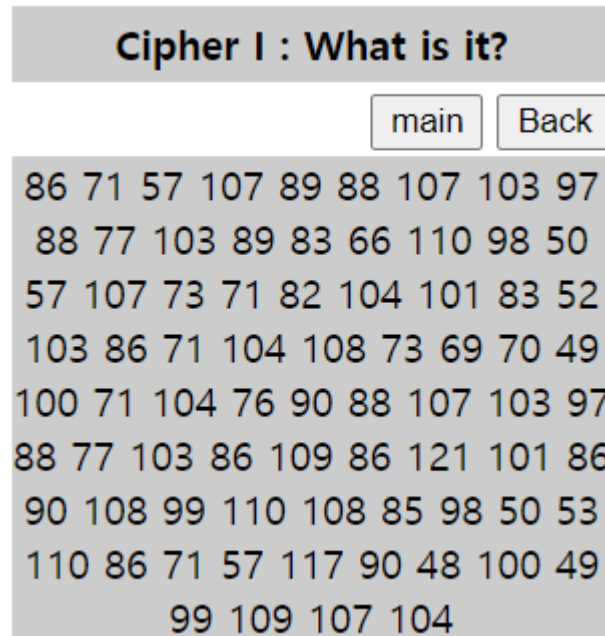 Cipher I : What is it?
main Back
86 71 57 107 89 88 107 103 97
88 77 103 89 83 66 110 98 50
57 107 73 71 82 104 101 83 52
103 86 71 104 108 73 69 70 49
100 71 104 76 90 88 107 103 97
88 77 103 86 109 86 121 101 86
90 108 99 110 108 85 98 50 53
110 86 71 57 117 90 48 100 49
99 109 107 104